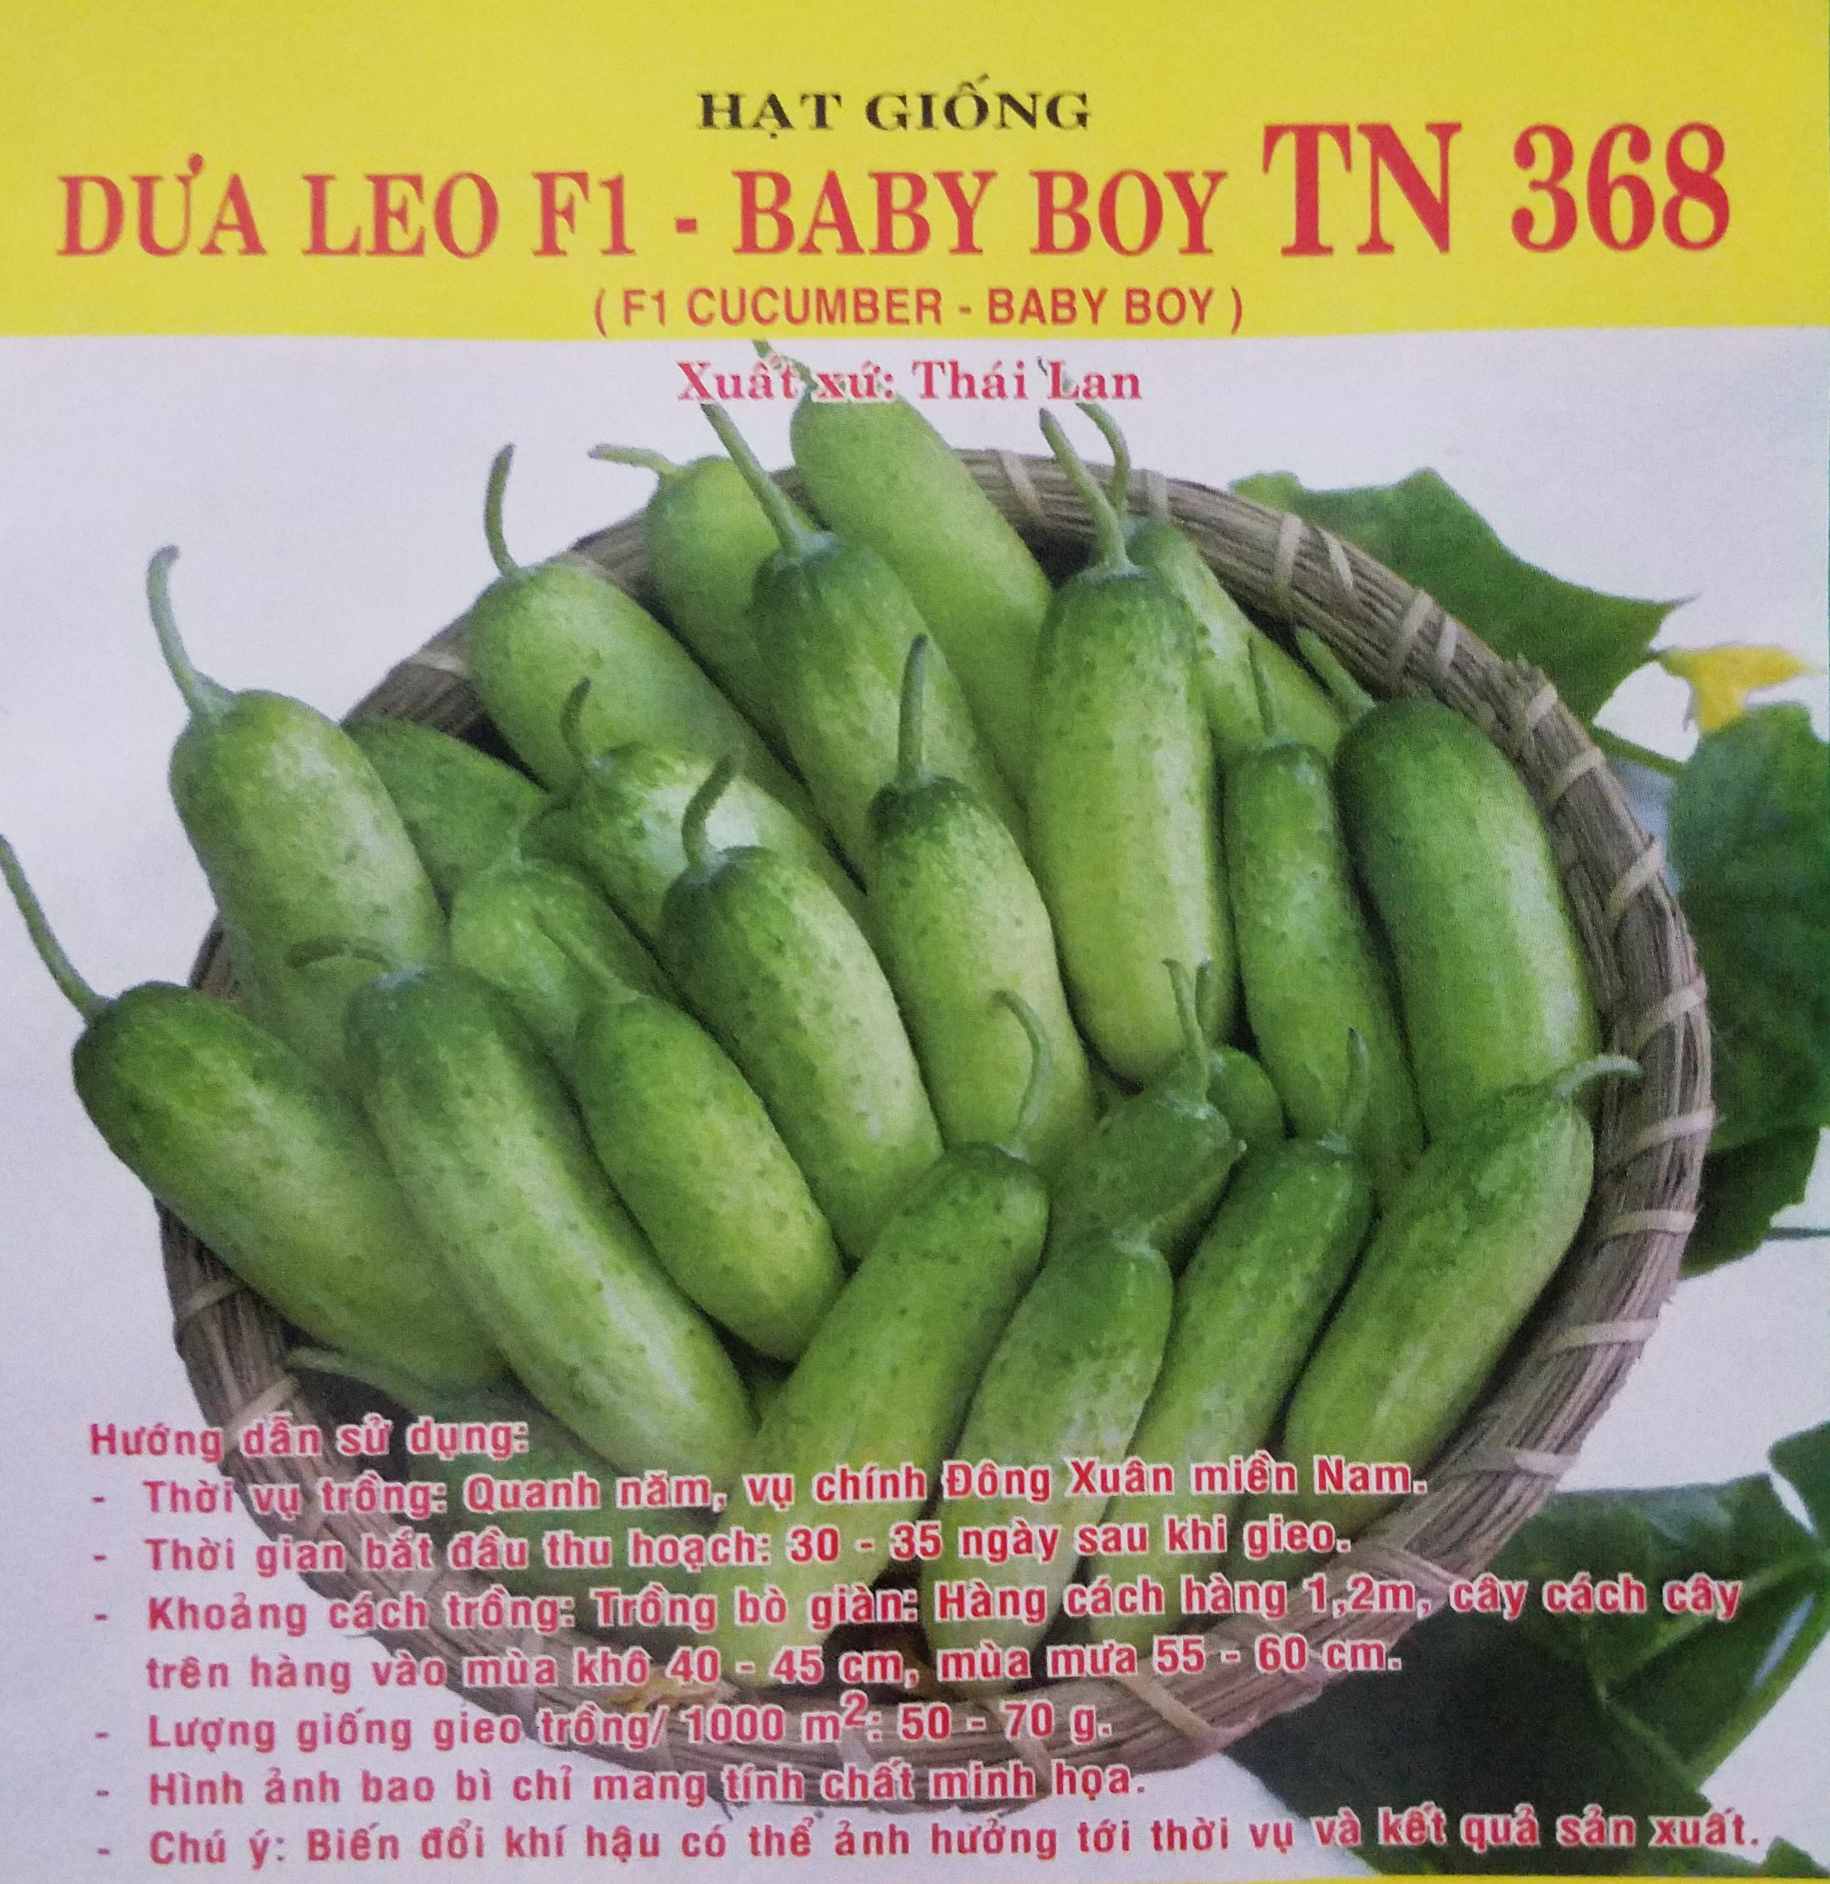 HẠT GIỐNG
DƯA LEO F1 - BABY BOY TN 368
( F1 CUCUMBER - BABY BOY )
Xuất xứ: Thái Lan
Hướng dẫn sử dụng:
- Thời vụ trồng: Quanh năm, vụ chính Đông Xuân miền Nam.
- Thời gian bắt đầu thu hoạch: 30 - 35 ngày sau khi gieo.
- Khoảng cách trồng: Trồng bò giàn: Hàng cách hàng 1,2m, cây cách cây
trên hàng vào mùa khô 40 - 45 cm, mùa mưa 55 - 60 cm.
- Lượng giống gieo trồng/ 1000 m²: 50 - 70 g.
- Hình ảnh bao bì chỉ mang tính chất minh họa.
- Chú ý: Biến đổi khí hậu có thể ảnh hưởng tới thời vụ và kết quả sản xuất.